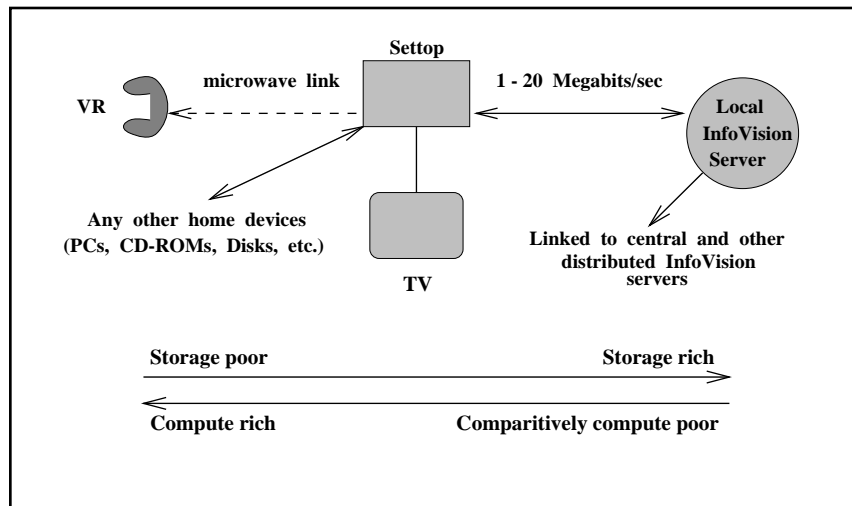 Settop
microwave link
1 - 20 Megabits/sec
VR
Local
InfoVision
Server
Any other home devices
(PCs, CD-ROMs, Disks, etc.)
TV
Linked to central and other
distributed InfoVision
servers
Storage poor
Storage rich
Compute rich
Comparitively compute poor